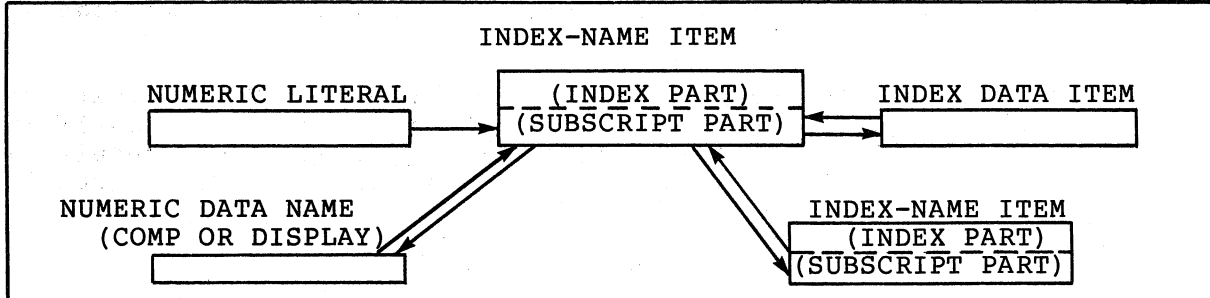 INDEX-NAME ITEM
(INDEX PART)
NUMERIC LITERAL
INDEX DATA ITEM
(SUBSCRIPT PART)
NUMERIC DATA NAME
(COMP OR DISPLAY)
INDEX-NAME ITEM
(INDEX PART)
(SUBSCRIPT PART)